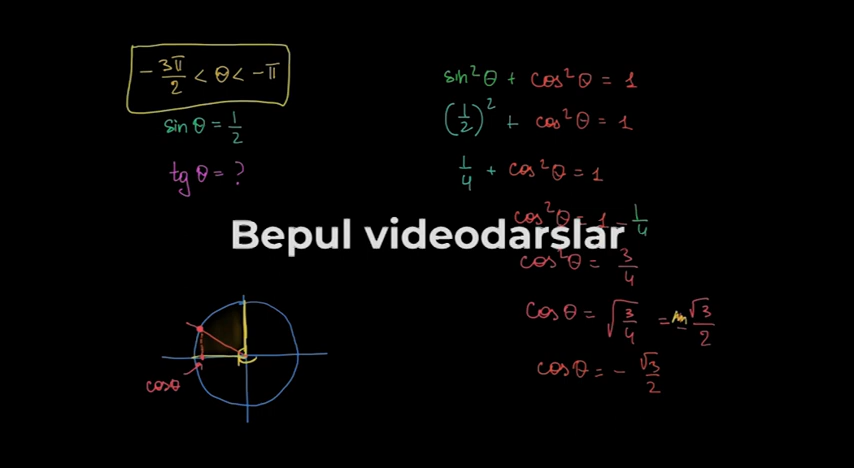 -3π/2 < θ < -π
sin θ = 1/2
tg θ = ?
sin²θ + cos²θ = 1
(1/2)² + cos²θ = 1
1/4 + cos²θ = 1
cos²θ = 1 - 1/4
Bepul videodarslar
cos²θ = 3/4
cos θ = √(3/4) = √3/2
cos θ = - √3/2
cosθ